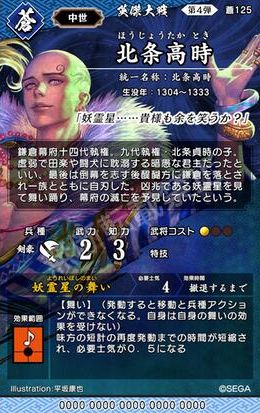 蒼
中世
英傑大戦
第4弾
蒼125
ほうじょうたか とき
北条高時
統一名称：北条高時
生没年：1304～1333
「妖霊星……貴様も余を笑うか？」
鎌倉幕府十四代執権。九代執権・北条貞時の子。
虚弱で田楽や闘犬に耽溺する暗愚な君主だったと
いい、最後は倒幕を志す後醍醐方に鎌倉を落とさ
れ一族とともに自刃した。凶兆である妖霊星を見
て舞い踊り、幕府の滅亡を予見していたという。
兵種
武力
知力
武将コスト
剣豪
2
3
特技
ようれいぼしのまい
妖霊星の舞い
必要士気
4
効果時間
撤退するまで
効果範囲
【舞い】（発動すると移動と兵種アクショ
ンができなくなる。自身は自身の舞いの効
果を受けない）
味方の短計の再度発動までの時間が短縮さ
れ、必要士気が０．５になる
Illustration:平坂康也
©SEGA
0000-0000-0000-0000-0000